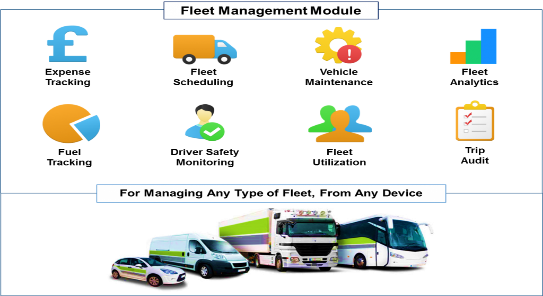 Fleet Management Module
Expense
Tracking
Fleet
Scheduling
Vehicle
Maintenance
Fleet
Analytics
Fuel
Tracking
Driver Safety
Monitoring
Fleet
Utilization
Trip
Audit
For Managing Any Type of Fleet, From Any Device